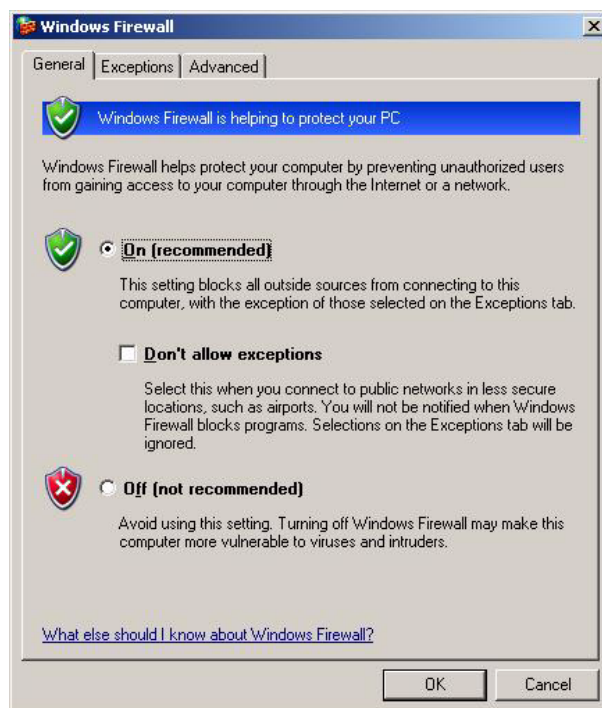 Windows Firewall
General Exceptions Advanced
Windows Firewall is helping to protect your PC
Windows Firewall helps protect your computer by preventing unauthorized users
from gaining access to your computer through the Internet or a network.
On (recommended)
This setting blocks all outside sources from connecting to this
computer, with the exception of those selected on the Exceptions tab.
Don't allow exceptions
Select this when you connect to public networks in less secure
locations, such as airports. You will not be notified when Windows
Firewall blocks programs. Selections on the Exceptions tab will be
ignored.
Off (not recommended)
Avoid using this setting. Turning off Windows Firewall may make this
computer more vulnerable to viruses and intruders.
What else should I know about Windows Firewall?
OK Cancel